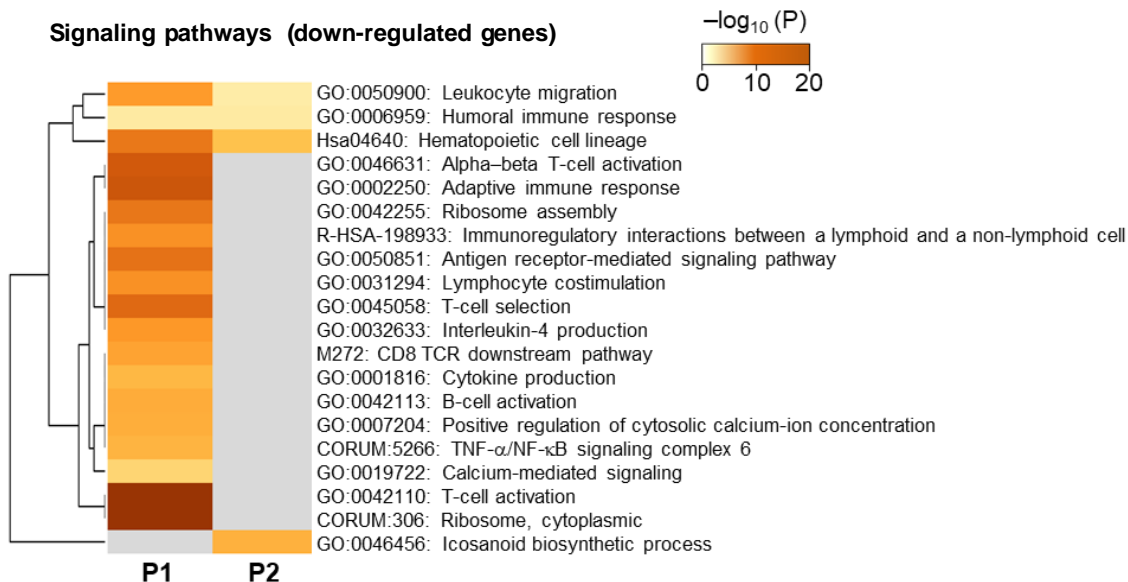 Signaling pathways (down-regulated genes)
–log10 (P)
0 10 20
GO:0050900: Leukocyte migration
GO:0006959: Humoral immune response
Hsa04640: Hematopoietic cell lineage
GO:0046631: Alpha–beta T-cell activation
GO:0002250: Adaptive immune response
GO:0042255: Ribosome assembly
R-HSA-198933: Immunoregulatory interactions between a lymphoid and a non-lymphoid cell
GO:0050851: Antigen receptor-mediated signaling pathway
GO:0031294: Lymphocyte costimulation
GO:0045058: T-cell selection
GO:0032633: Interleukin-4 production
M272: CD8 TCR downstream pathway
GO:0001816: Cytokine production
GO:0042113: B-cell activation
GO:0007204: Positive regulation of cytosolic calcium-ion concentration
CORUM:5266: TNF-α/NF-κB signaling complex 6
GO:0019722: Calcium-mediated signaling
GO:0042110: T-cell activation
CORUM:306: Ribosome, cytoplasmic
GO:0046456: Icosanoid biosynthetic process
P1 P2